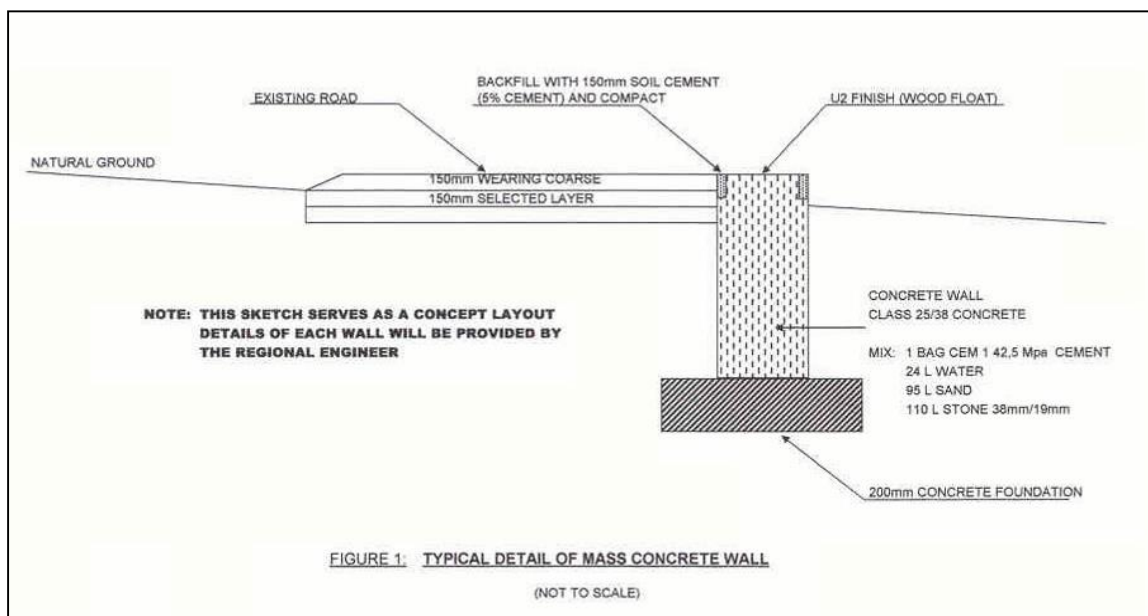 BACKFILL WITH 150mm SOIL CEMENT
(5% CEMENT) AND COMPACT
EXISTING ROAD
U2 FINISH (WOOD FLOAT)
NATURAL GROUND
150mm WEARING COARSE
150mm SELECTED LAYER
NOTE: THIS SKETCH SERVES AS A CONCEPT LAYOUT
DETAILS OF EACH WALL WILL BE PROVIDED BY
THE REGIONAL ENGINEER
CONCRETE WALL
CLASS 25/38 CONCRETE
MIX: 1 BAG CEM 1 42,5 Mpa CEMENT
24 L WATER
95 L SAND
110 L STONE 38mm/19mm
200mm CONCRETE FOUNDATION
FIGURE 1: TYPICAL DETAIL OF MASS CONCRETE WALL
(NOT TO SCALE)